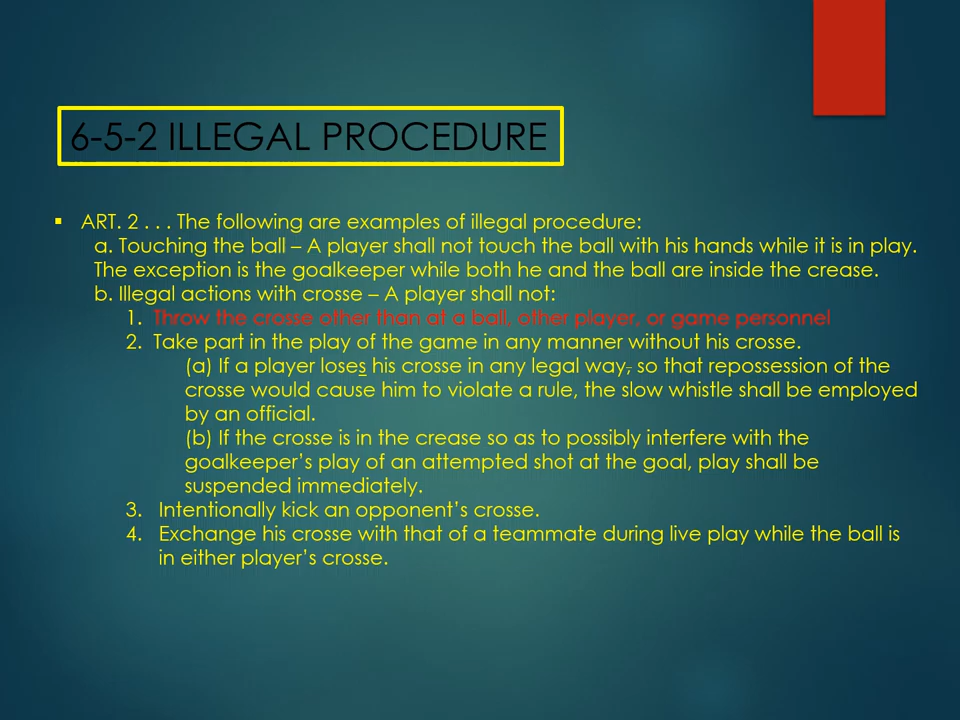 6-5-2 ILLEGAL PROCEDURE
▪ ART. 2 . . . The following are examples of illegal procedure:
a. Touching the ball – A player shall not touch the ball with his hands while it is in play.
The exception is the goalkeeper while both he and the ball are inside the crease.
b. Illegal actions with crosse – A player shall not:
1. Throw the crosse other than at a ball, other player, or game personnel
2. Take part in the play of the game in any manner without his crosse.
(a) If a player loses his crosse in any legal way, so that repossession of the
crosse would cause him to violate a rule, the slow whistle shall be employed
by an official.
(b) If the crosse is in the crease so as to possibly interfere with the
goalkeeper’s play of an attempted shot at the goal, play shall be
suspended immediately.
3. Intentionally kick an opponent’s crosse.
4. Exchange his crosse with that of a teammate during live play while the ball is
in either player’s crosse.